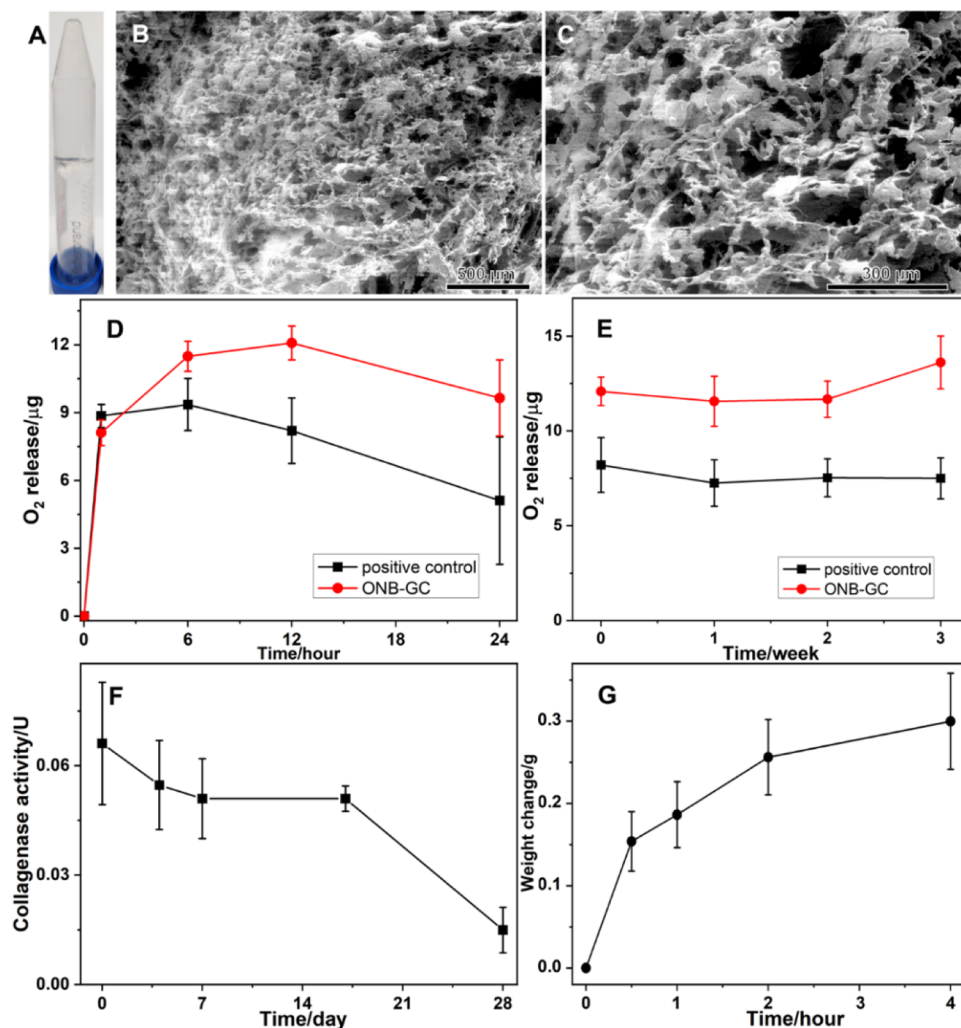 A
B
C
brand
500 µm
300 µm
D
O₂ release/µg
12
9
6
3
0
positive control
ONB-GC
0 6 12 18 24
Time/hour
E
O₂ release/µg
15
10
5
0
positive control
ONB-GC
0 1 2 3
Time/week
F
Collagenase activity/U
0.06
0.03
0.00
0 7 14 21 28
Time/day
G
Weight change/g
0.3
0.2
0.1
0.0
0 1 2 3 4
Time/hour